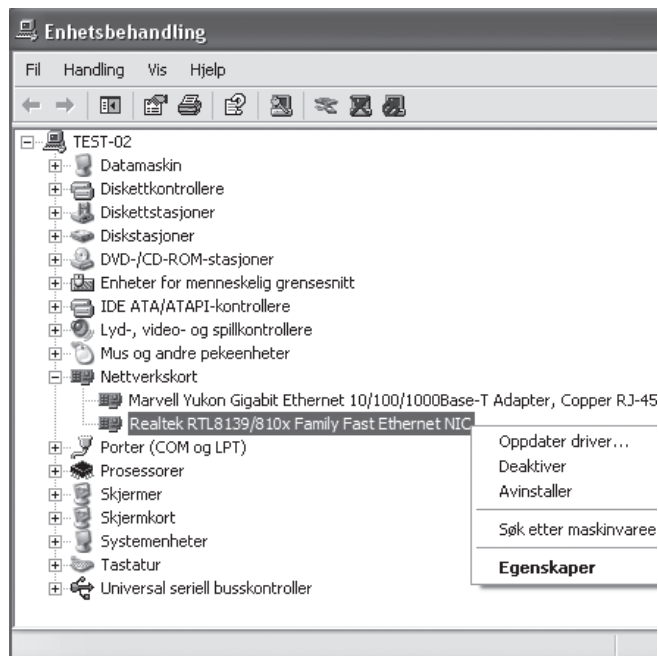 Enhetsbehandling
Fil Handling Vis Hjelp
TEST-02
Datamaskin
Diskettkontrollere
Diskettstasjoner
Diskstasjoner
DVD-/CD-ROM-stasjoner
Enheter for menneskelig grensesnitt
IDE ATA/ATAPI-kontrollere
Lyd-, video- og spillkontrollere
Mus og andre pekeenheter
Nettverkskort
Marvell Yukon Gigabit Ethernet 10/100/1000Base-T Adapter, Copper RJ-45
Realtek RTL8139/810x Family Fast Ethernet NIC
Porter (COM og LPT)
Prosessorer
Skjermer
Skjermkort
Systemenheter
Tastatur
Universal seriell busskontroller
Oppdater driver...
Deaktiver
Avinstaller
Søk etter maskinvaree
Egenskaper